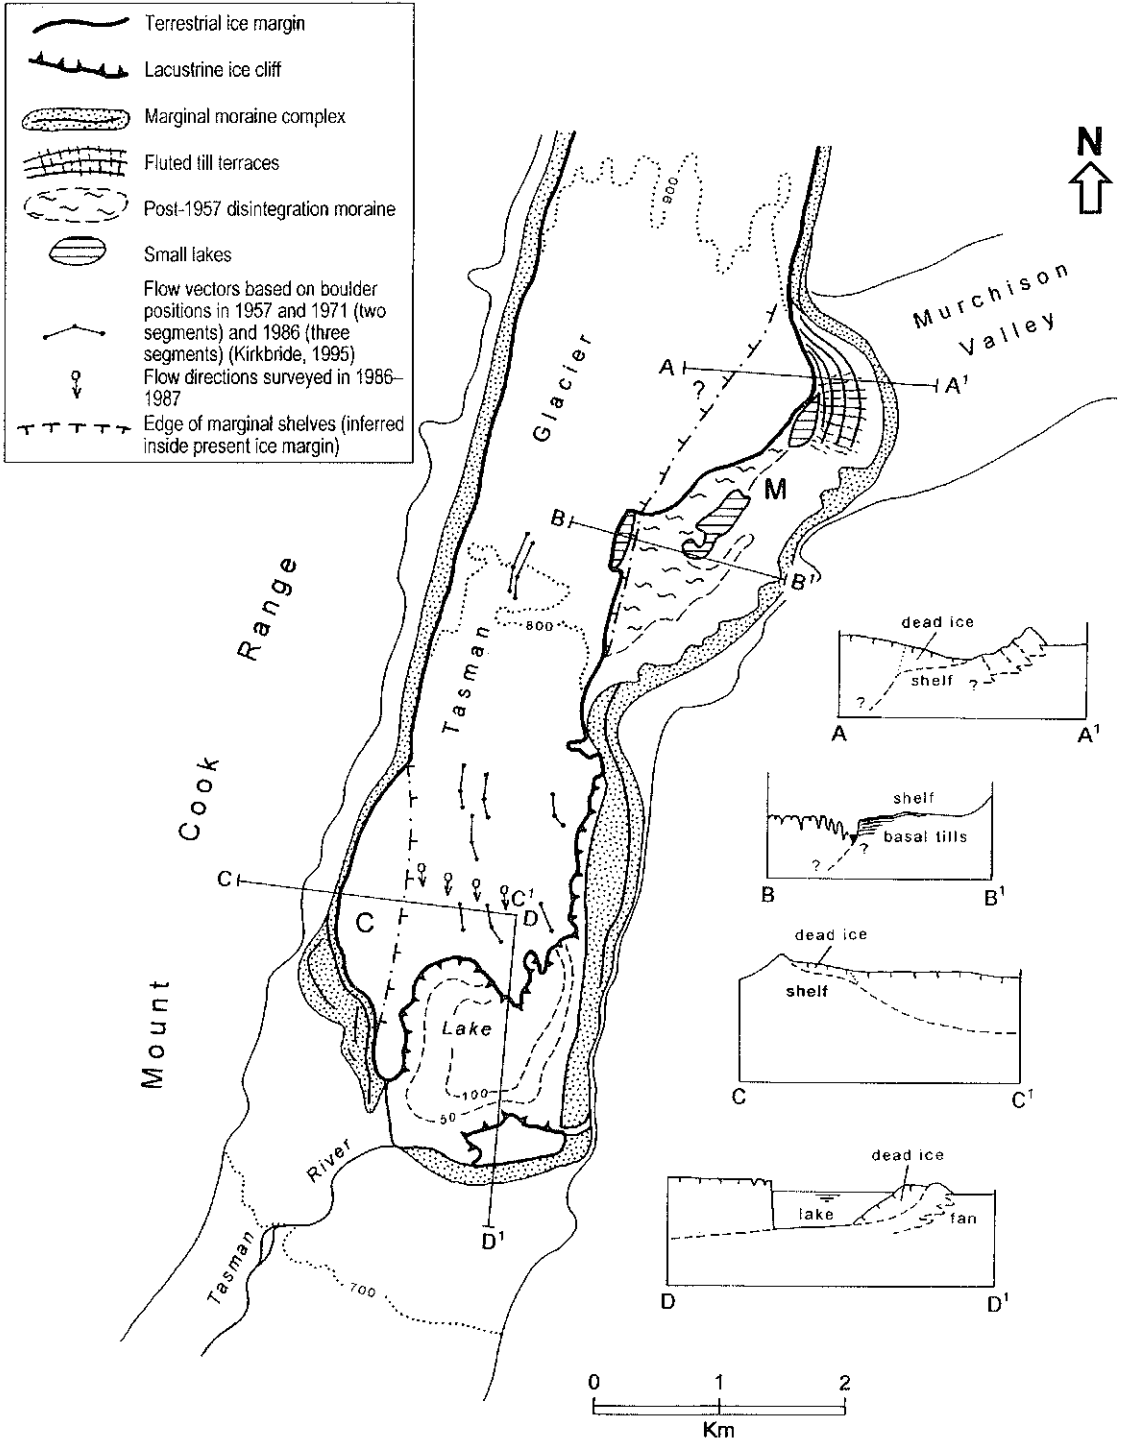 Terrestrial ice margin
Lacustrine ice cliff
Marginal moraine complex
Fluted till terraces
Post-1957 disintegration moraine
Small lakes
Flow vectors based on boulder
positions in 1957 and 1971 (two
segments) and 1986 (three
segments) (Kirkbride, 1995)
Flow directions surveyed in 1986–
1987
Edge of marginal shelves (inferred
inside present ice margin)
N
900
Murchison
Valley
A
?
A¹
Glacier
M
B
B¹
800
Tasman
Range
Cook
Mount
C
C¹
D
C
Lake
100
50
River
Tasman
D¹
700
dead ice
shelf
?
?
A
A¹
shelf
basal tills
?
?
B
B¹
dead ice
shelf
C
C¹
dead ice
lake
fan
D
D¹
0 1 2
Km